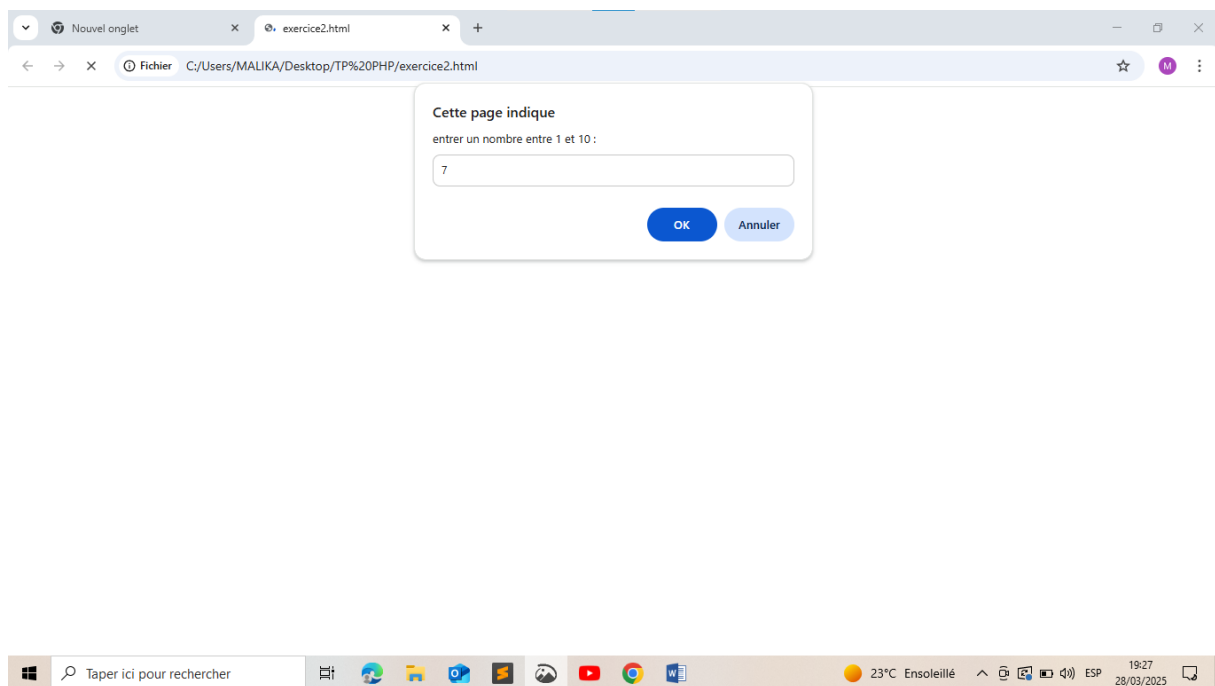 Nouvel onglet
exercice2.html
Fichier C:/Users/MALIKA/Desktop/TP%20PHP/exercice2.html
M
Cette page indique
entrer un nombre entre 1 et 10 :
7
OK Annuler
Taper ici pour rechercher
23°C Ensoleillé
ESP
19:27
28/03/2025